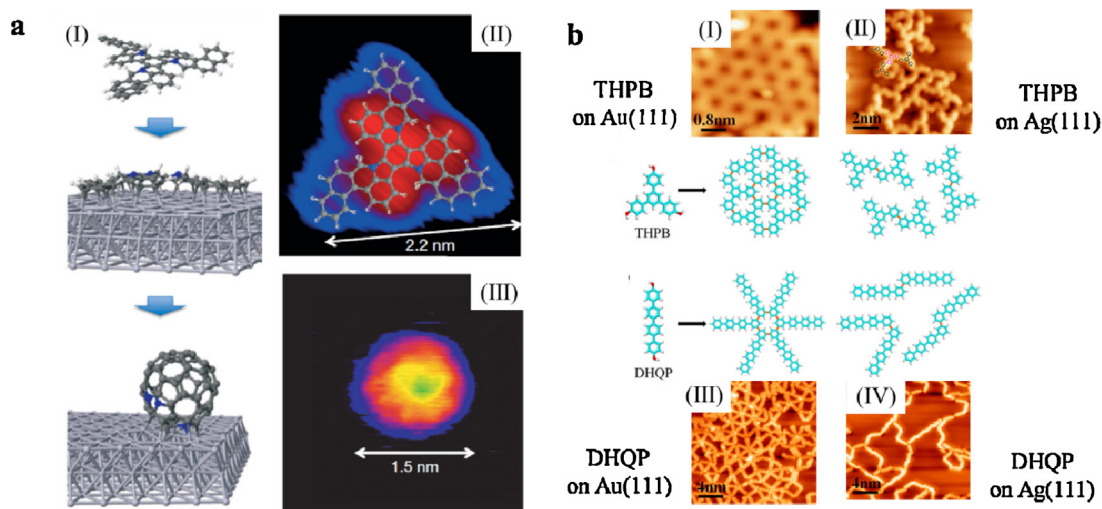 a
(I)
(II)
2.2 nm
(III)
1.5 nm
b
(I)
(II)
THPB
on Au(111)
0.8nm
2nm
THPB
on Ag(111)
THPB
DHQP
(III)
(IV)
DHQP
on Au(111)
4nm
4nm
DHQP
on Ag(111)